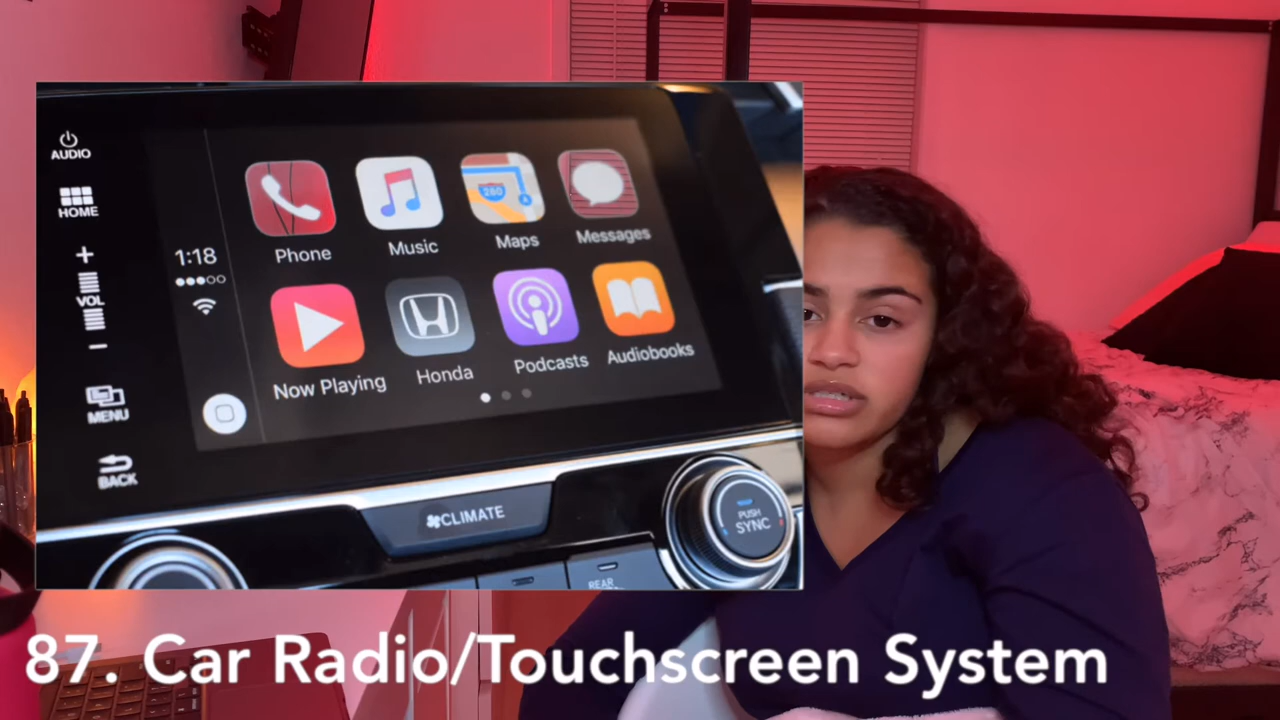 AUDIO
HOME
+
VOL
-
MENU
BACK
1:18
Phone
Music
280
Maps
Messages
Now Playing
Honda
Podcasts
Audiobooks
CLIMATE
PUSH
SYNC
REAR
87. Car Radio/Touchscreen System